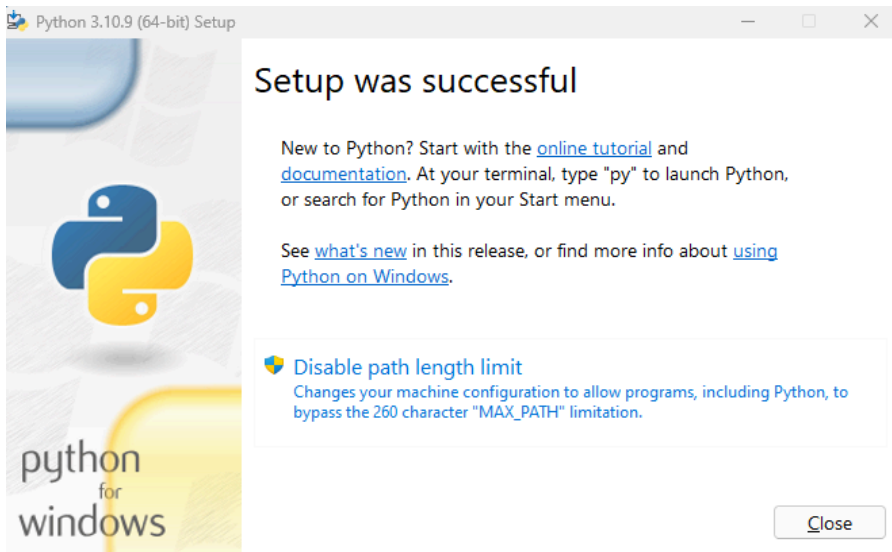 Python 3.10.9 (64-bit) Setup
Setup was successful
New to Python? Start with the online tutorial and
documentation. At your terminal, type "py" to launch Python,
or search for Python in your Start menu.
See what's new in this release, or find more info about using
Python on Windows.
Disable path length limit
Changes your machine configuration to allow programs, including Python, to
bypass the 260 character "MAX_PATH" limitation.
python
for
windows
Close